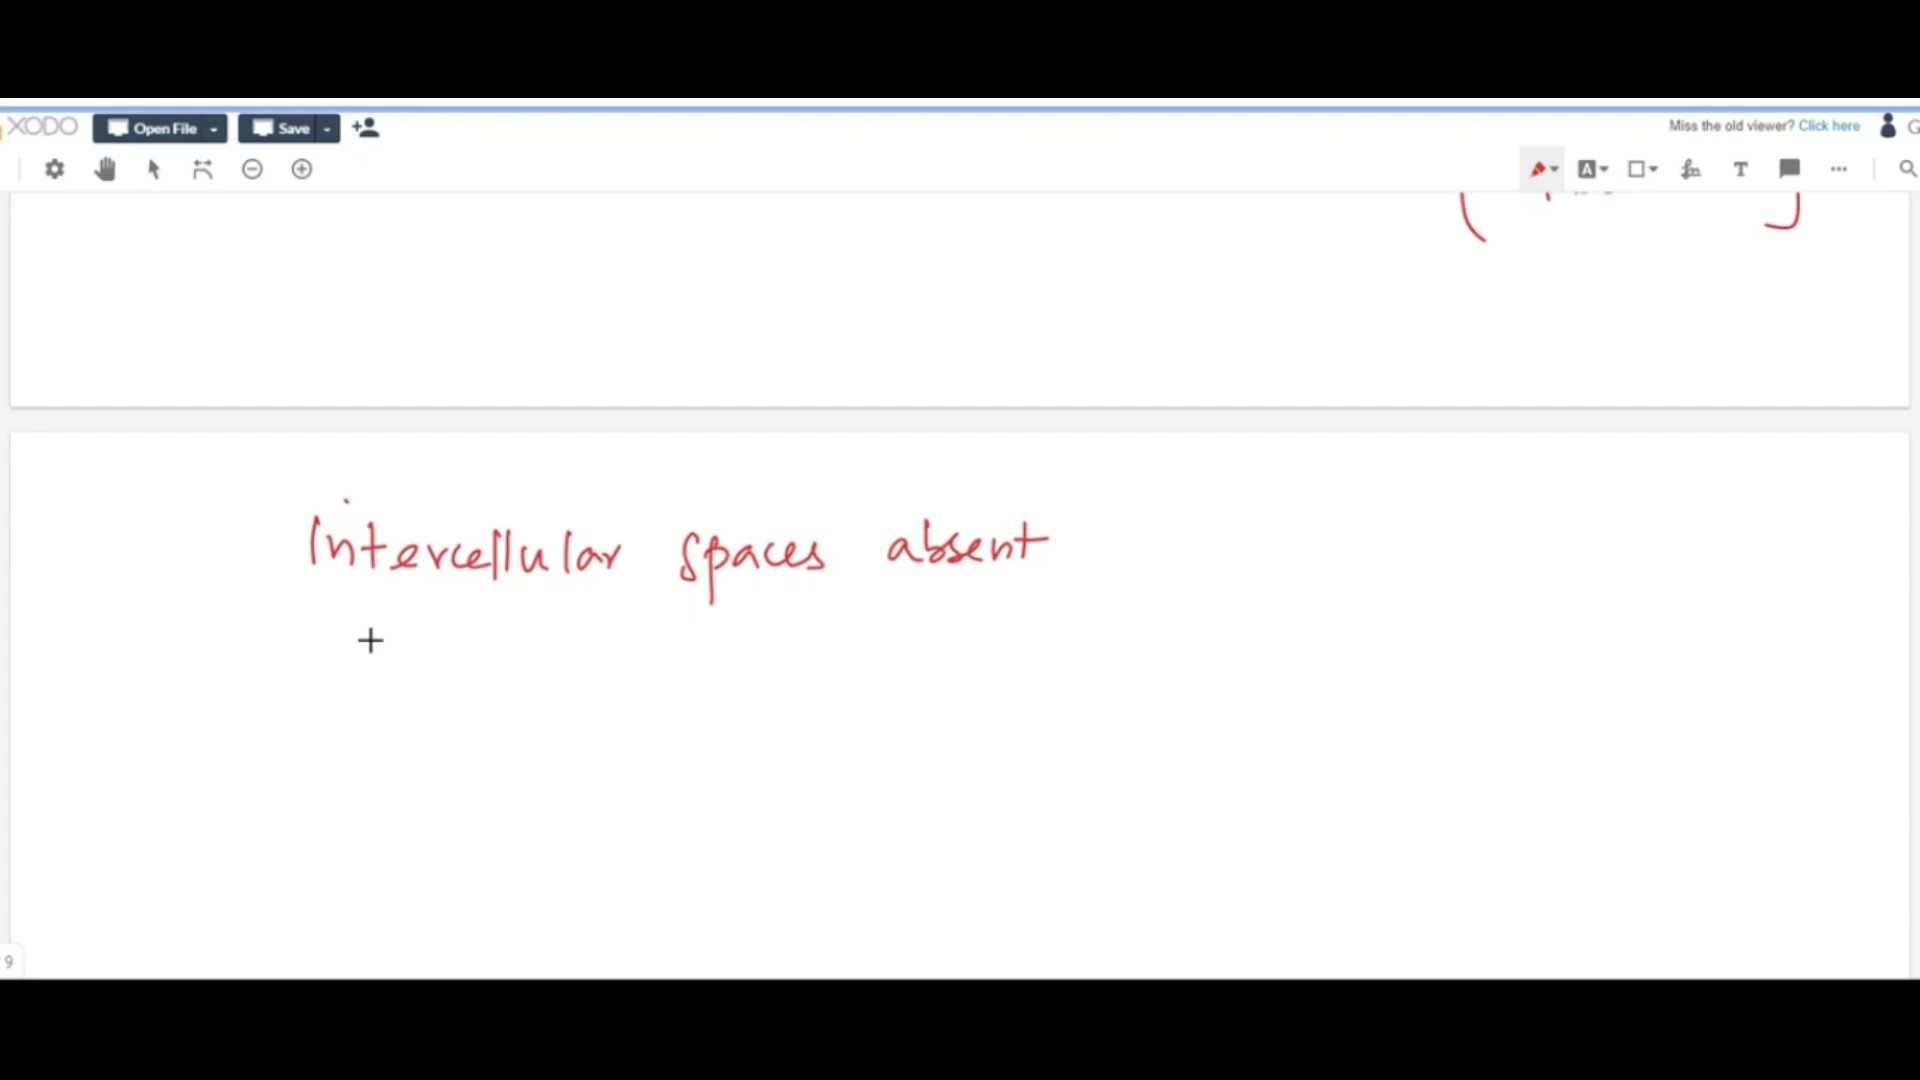 XODO Open File Save Miss the old viewer? Click here
A T
Intercellular spaces absent
9